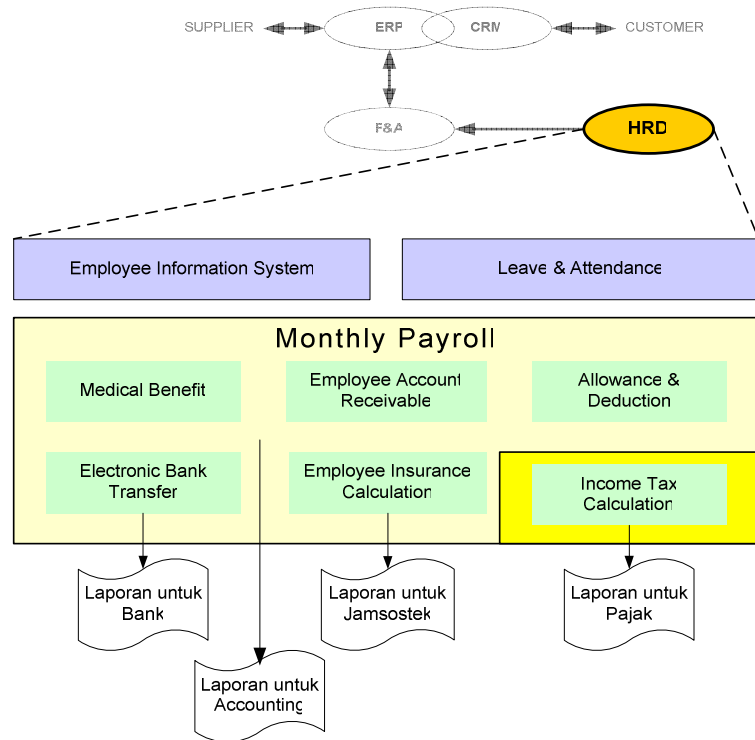 SUPPLIER
ERP
CRM
CUSTOMER
F&A
HRD
Employee Information System
Leave & Attendance
Monthly Payroll
Medical Benefit
Employee Account
Receivable
Allowance &
Deduction
Electronic Bank
Transfer
Employee Insurance
Calculation
Income Tax
Calculation
Laporan untuk
Bank
Laporan untuk
Jamsostek
Laporan untuk
Pajak
Laporan untuk
Accounting